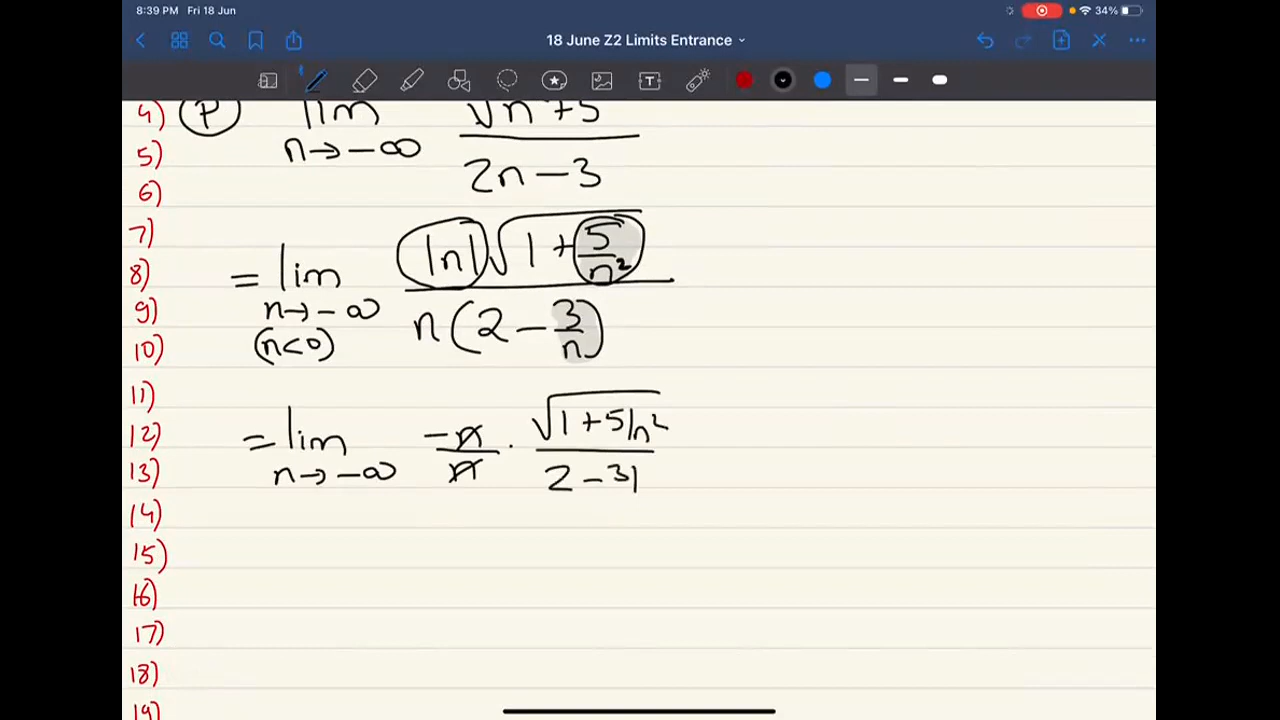 8:39 PM Fri 18 Jun 34%
18 June Z2 Limits Entrance
4) P lim √n+5
5) n→-∞ 2n-3
6)
7) |n|√1+5/n²
8) = lim
9) n→-∞ n(2-3/n)
10) (n<0)
11)
12) = lim -n/n · √1+5/n²
13) n→-∞ 2-3/
14)
15)
16)
17)
18)
19)